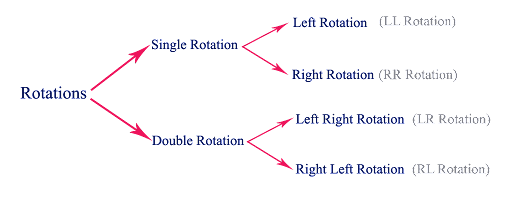 Left Rotation (LL Rotation)
Single Rotation
Right Rotation (RR Rotation)
Rotations
Left Right Rotation (LR Rotation)
Double Rotation
Right Left Rotation (RL Rotation)